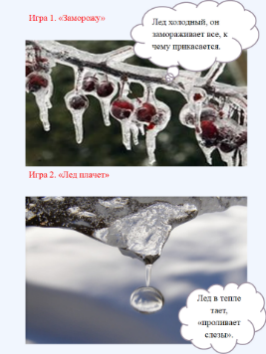 Игра 1. «Заморожу»
Лед холодный, он
замораживает все, к
чему прикасается.
Игра 2. «Лед плачет»
Лед в тепле
тает,
«проливает
слезы».